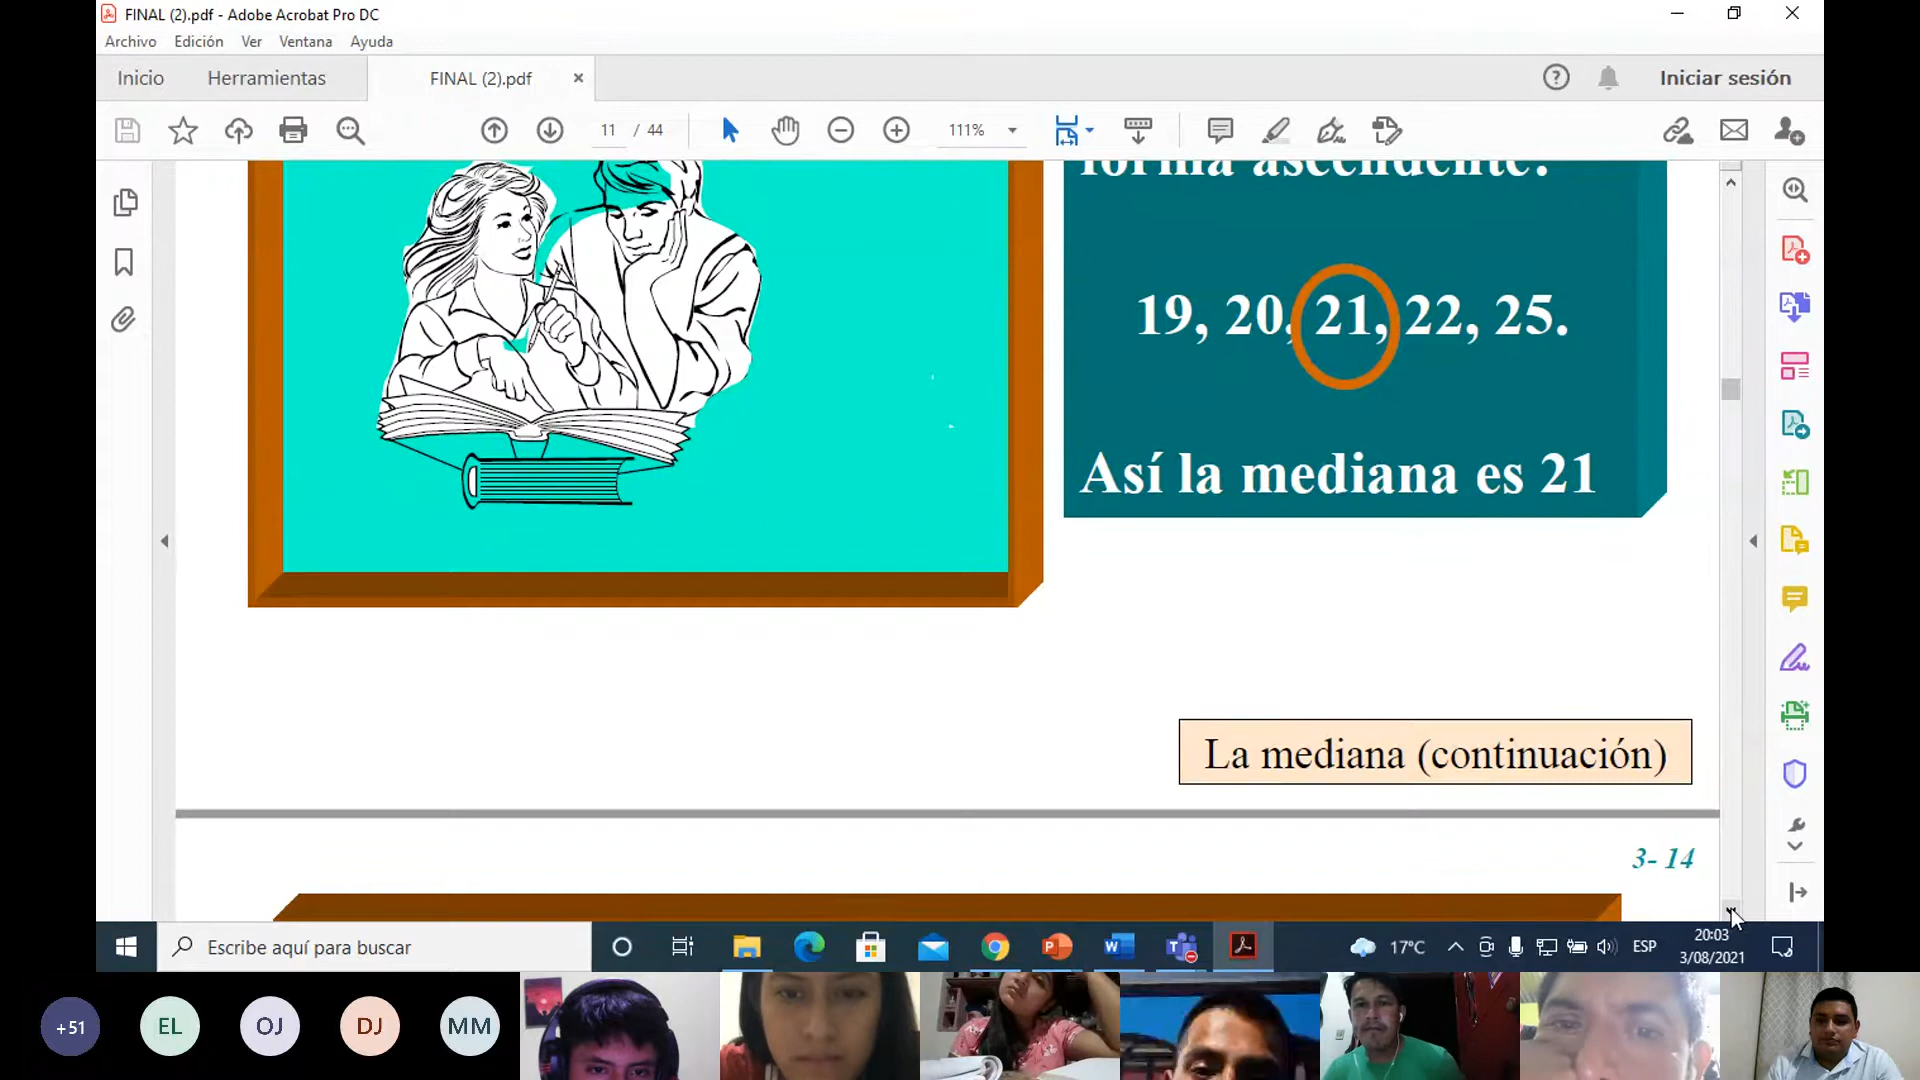 FINAL (2).pdf - Adobe Acrobat Pro DC
Archivo Edición Ver Ventana Ayuda
Inicio Herramientas FINAL (2).pdf × Iniciar sesión
11 / 44 111%
forma ascendente:
19, 20, 21, 22, 25.
Así la mediana es 21
La mediana (continuación)
3- 14
Escribe aquí para buscar 17°C ESP 20:03
3/08/2021
+51 EL OJ DJ MM